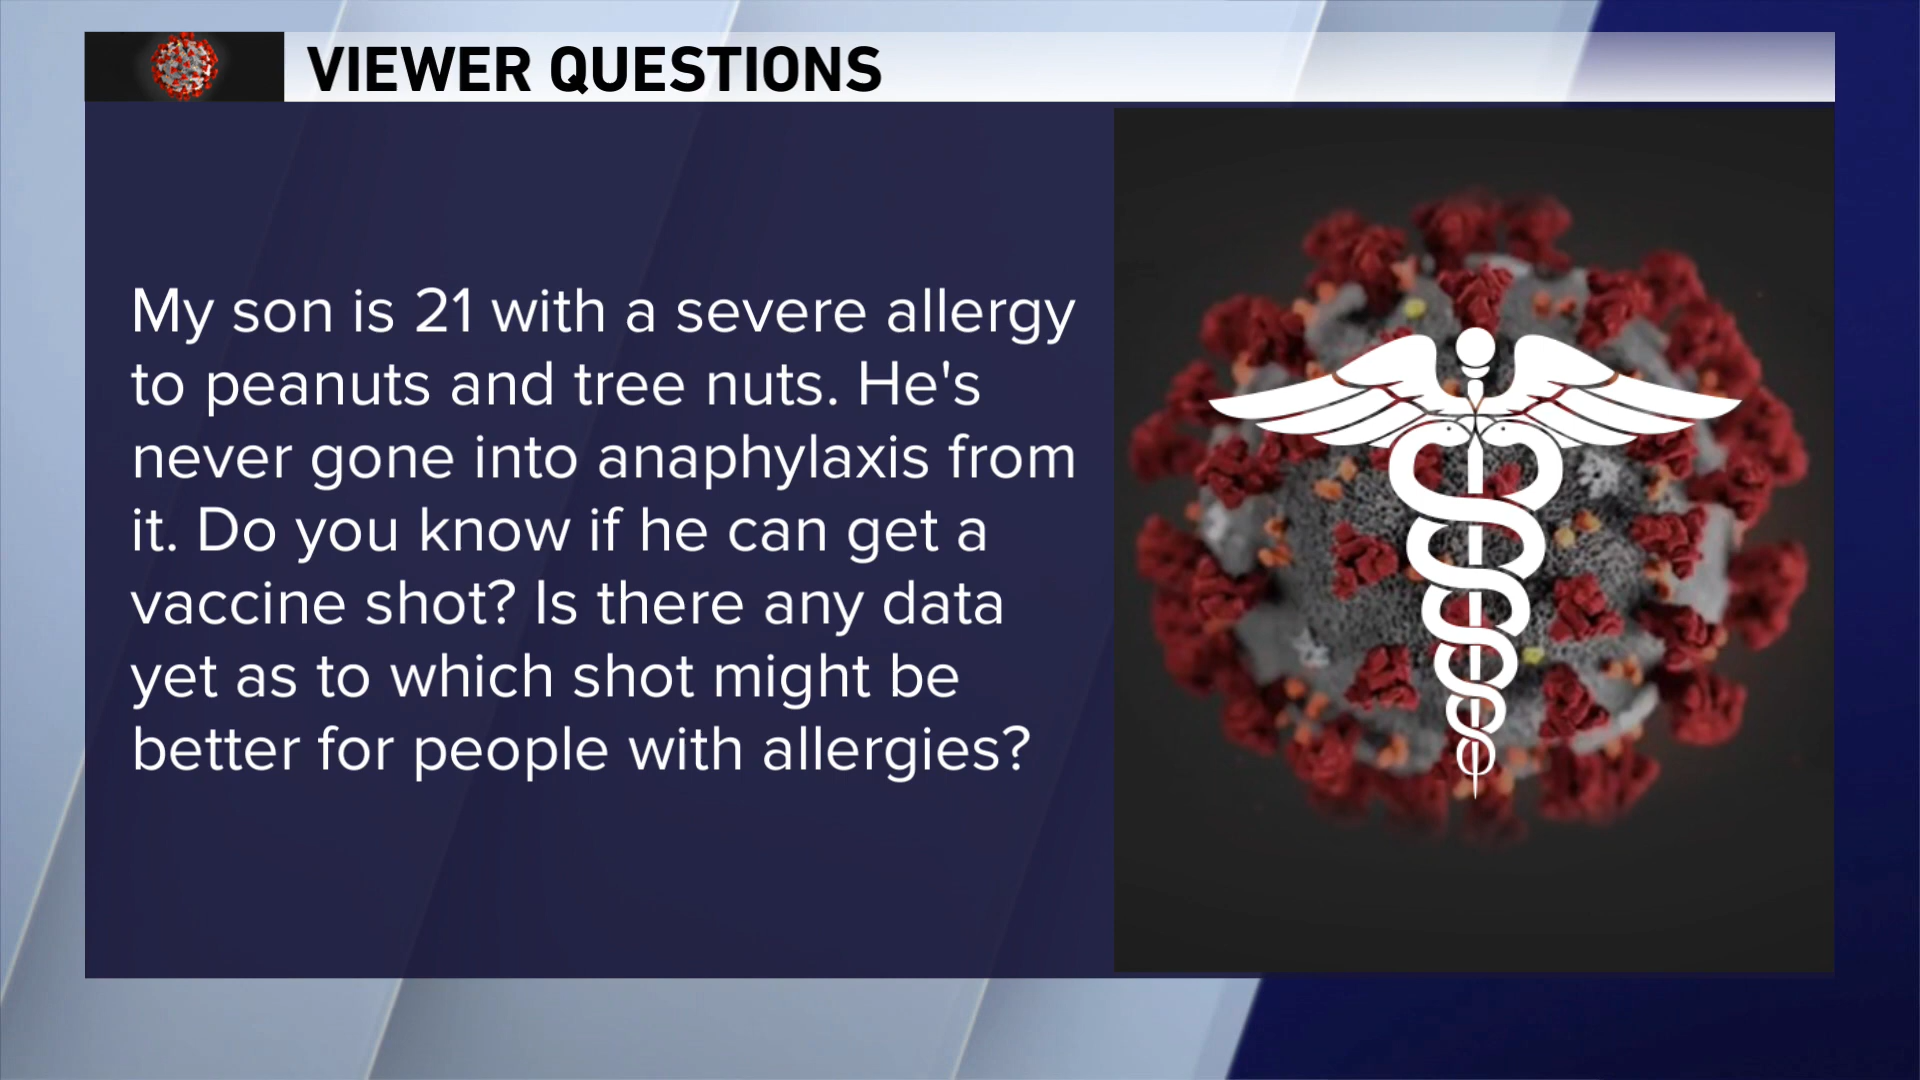 VIEWER QUESTIONS
My son is 21 with a severe allergy
to peanuts and tree nuts. He's
never gone into anaphylaxis from
it. Do you know if he can get a
vaccine shot? Is there any data
yet as to which shot might be
better for people with allergies?